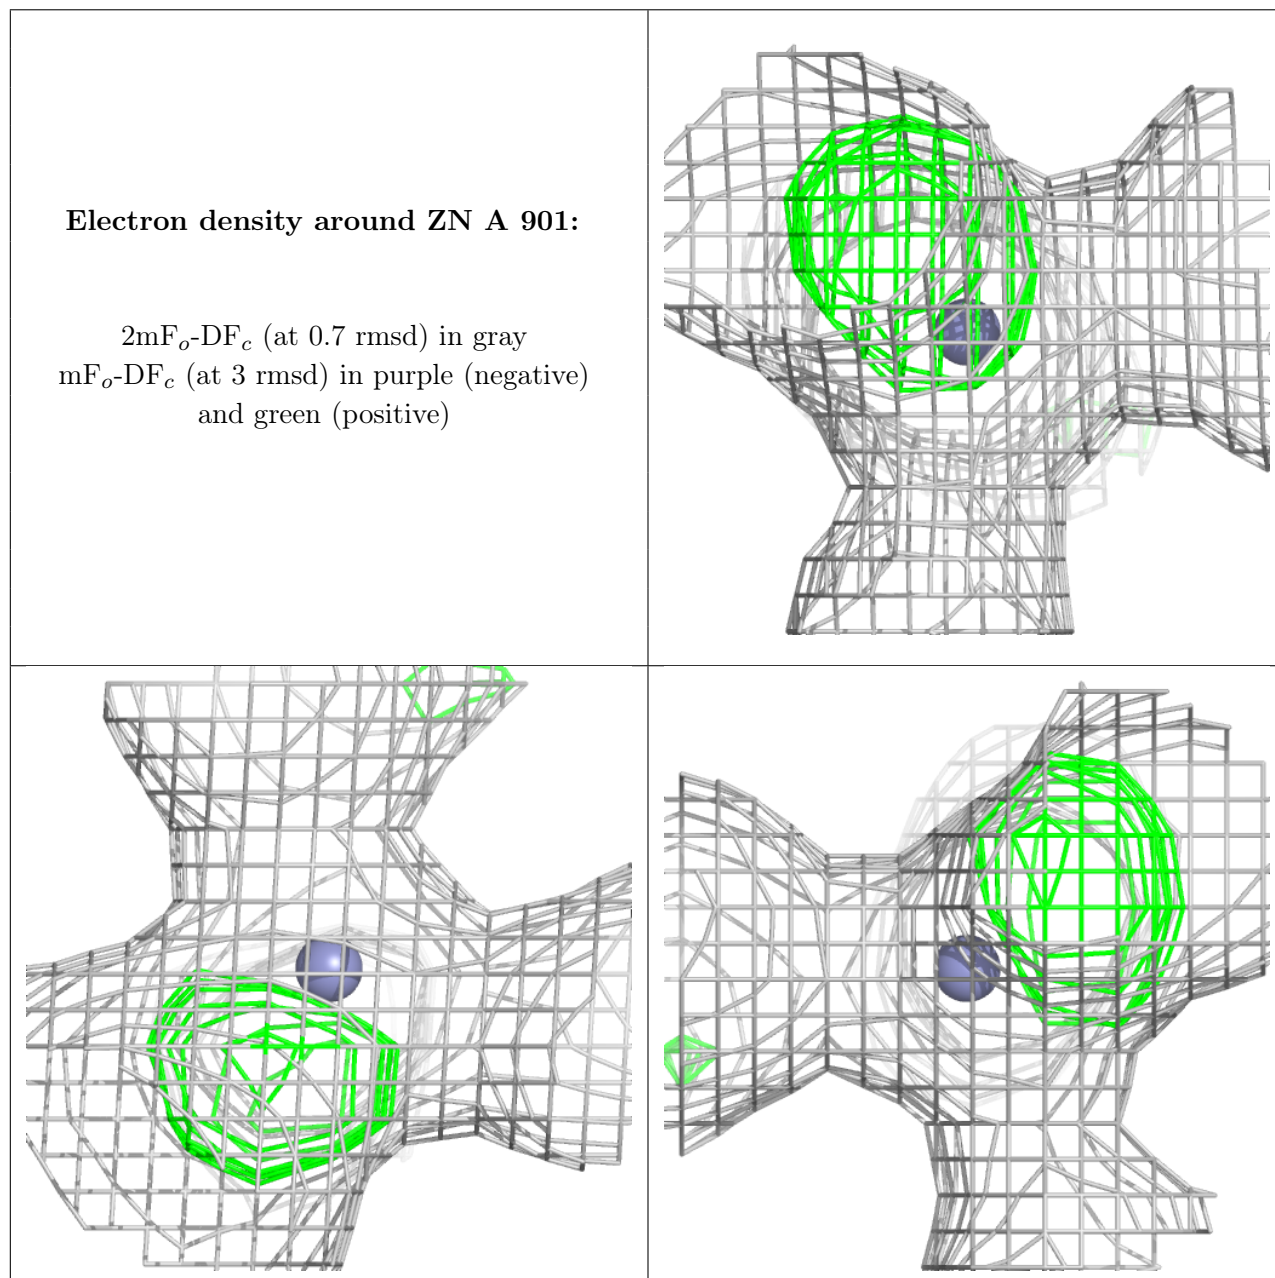 Electron density around ZN A 901:
2mFo-DFc (at 0.7 rmsd) in gray
mFo-DFc (at 3 rmsd) in purple (negative)
and green (positive)